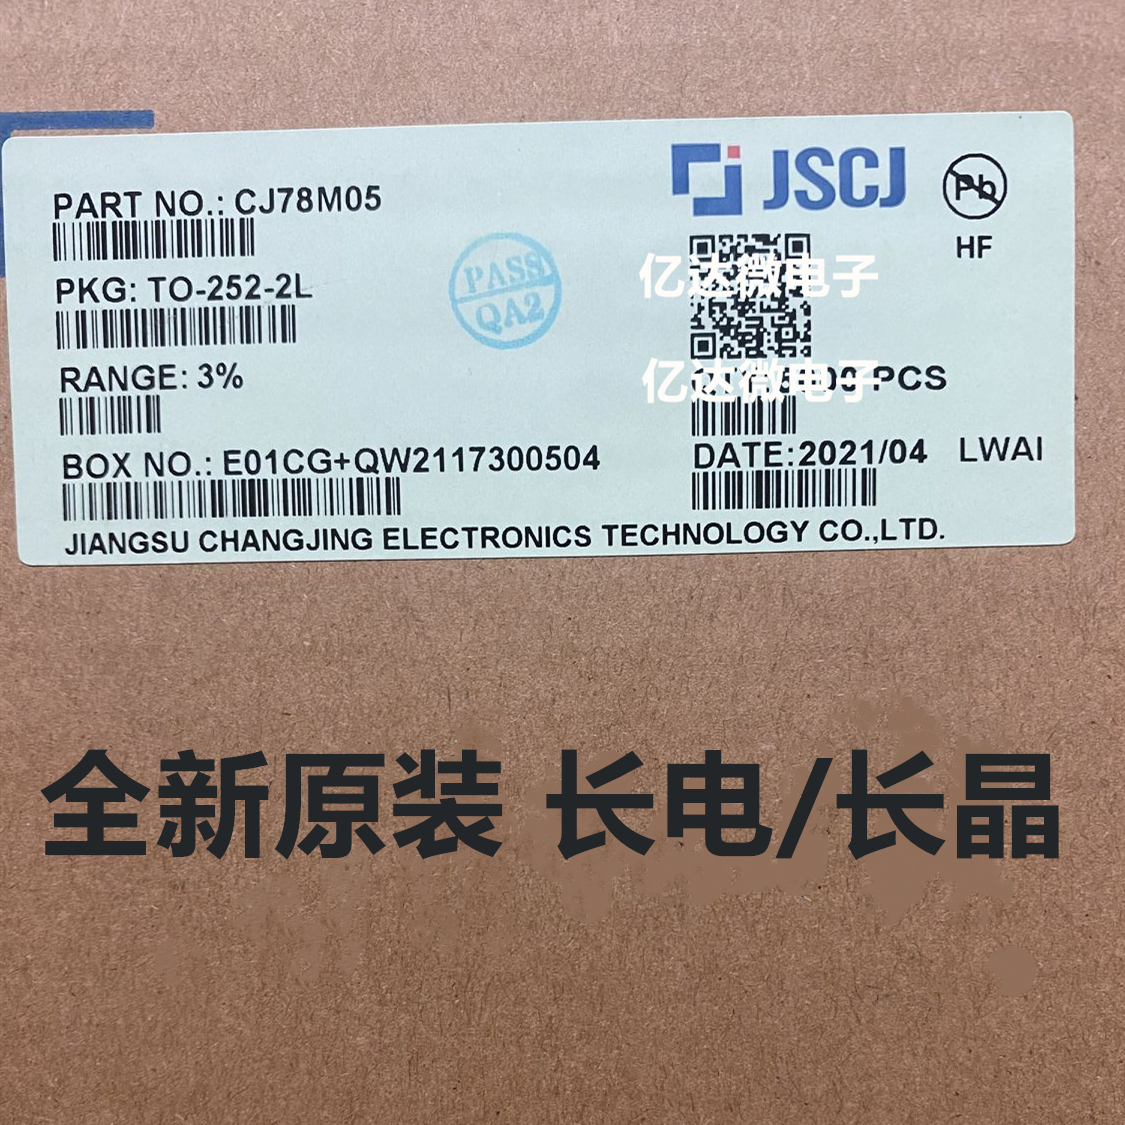 PART NO.: CJ78M05
JSCJ
Pb
HF
PKG: TO-252-2L
PASS
QA2
亿达微电子
RANGE: 3%
亿达微电子
PCS
BOX NO.: E01CG+QW2117300504
DATE:2021/04 LWAI
JIANGSU CHANGJING ELECTRONICS TECHNOLOGY CO.,LTD.
全新原装 长电/长晶